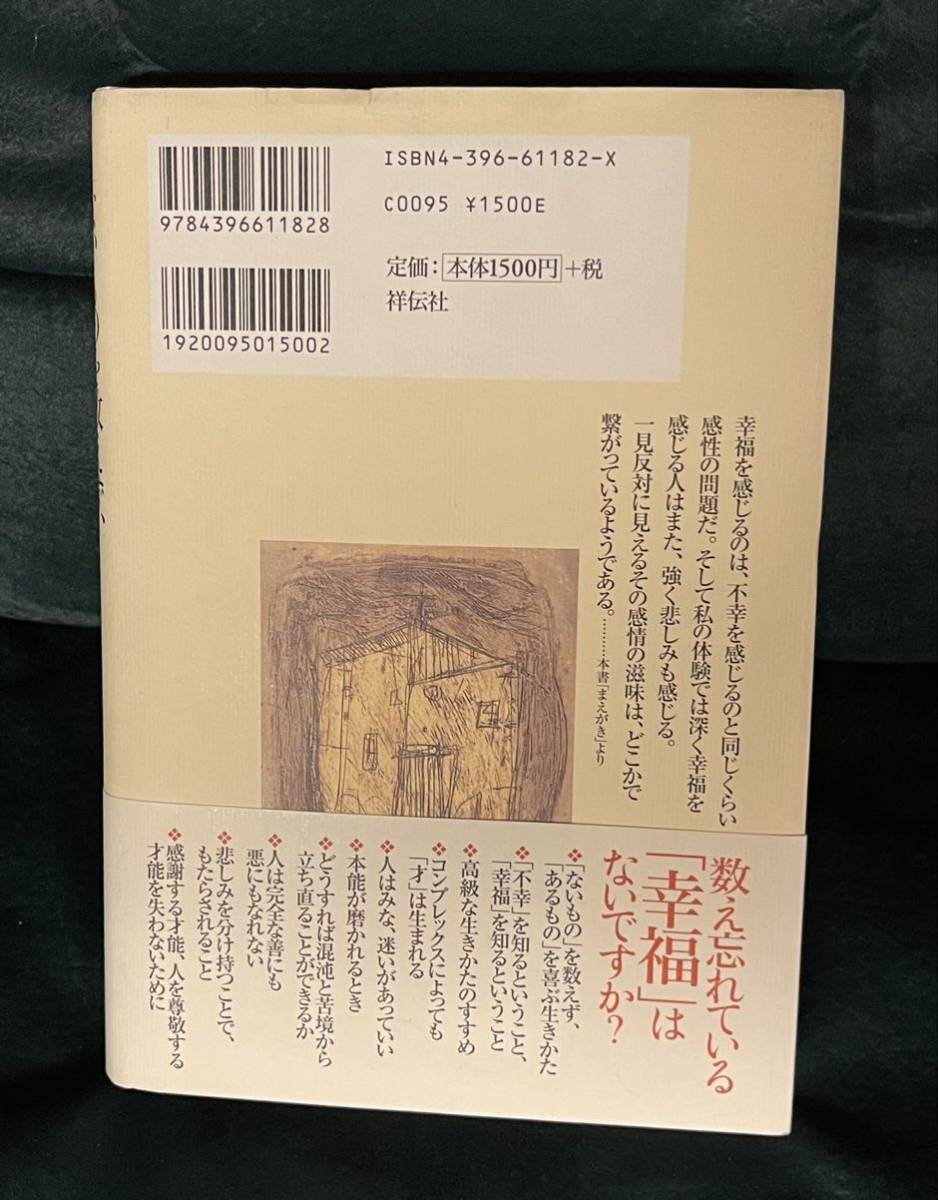 ISBN4-396-61182-X
9784396611828
C0095 ¥1500E
定価：本体1500円＋税
祥伝社
1920095015002
幸福を感じるのは、不幸を感じるのと同じくらい
感性の問題だ。そして私の体験では深く幸福を
感じる人はまた、強く悲しみも感じる。
一見反対に見えるその感情の滋味は、どこかで
繋がっているようである。………本書「まえがき」より
数え忘れている
「幸福」は
ないですか？
❖「ないもの」を数えず、
「あるもの」を喜ぶ生きかた
❖「不幸」を知るということ、
「幸福」を知るということ
❖高級な生きかたのすすめ
❖コンプレックスによっても
「才」は生まれる
❖人はみな、迷いがあっていい
❖本能が磨かれるとき
❖どうすれば混沌と苦境から
立ち直ることができるか
❖人は完全な善にも
悪にもなれない
❖悲しみを分け持つことで、
もたらされること
❖感謝する才能、人を尊敬する
才能を失わないために